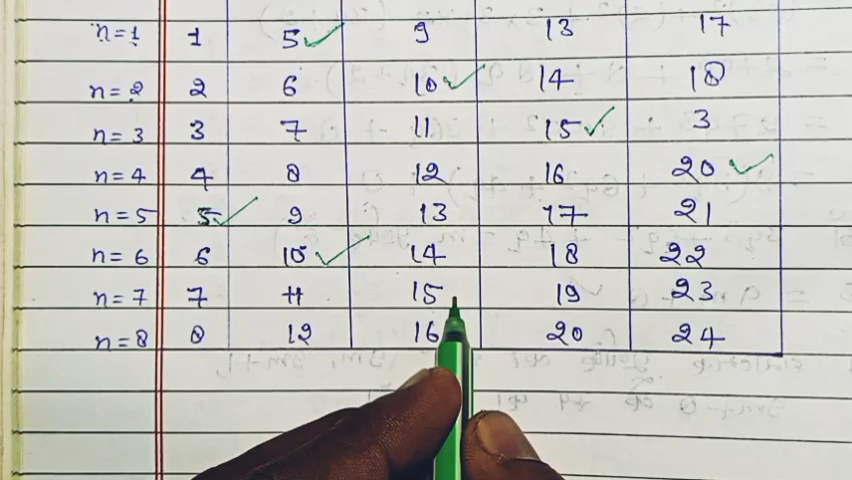 n=1 1 5 9 13 17
n=2 2 6 10 14 18
n=3 3 7 11 15 3
n=4 4 8 12 16 20
n=5 5 9 13 17 21
n=6 6 10 14 18 22
n=7 7 11 15 19 23
n=8 8 12 16 20 24